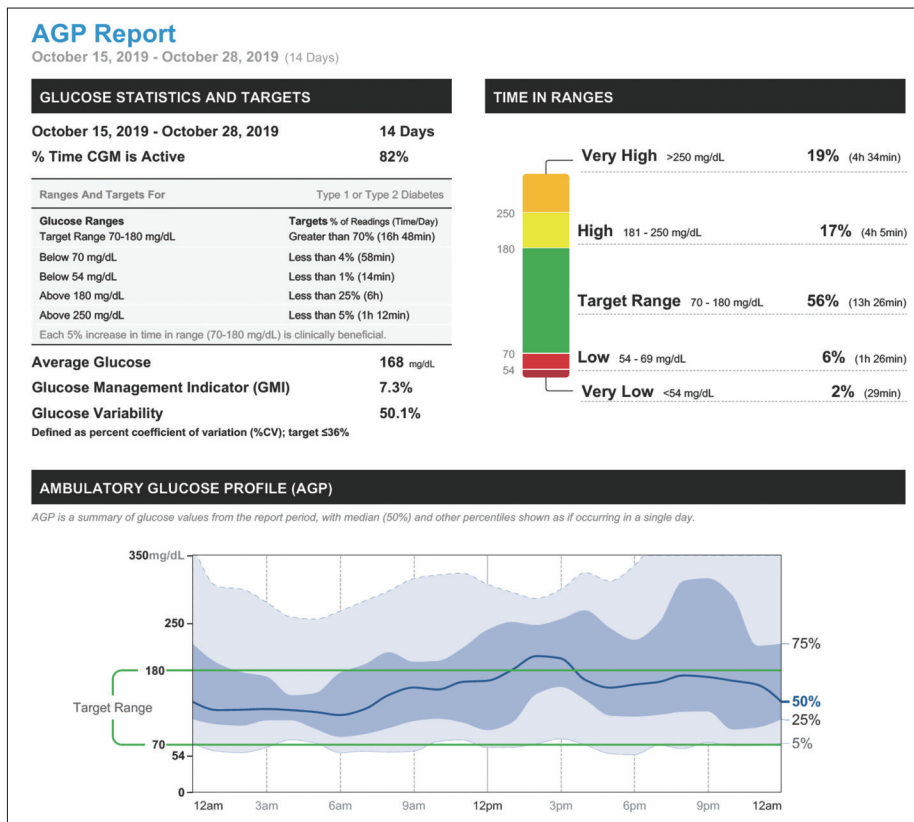 AGP Report
October 15, 2019 - October 28, 2019 (14 Days)
GLUCOSE STATISTICS AND TARGETS
October 15, 2019 - October 28, 2019 14 Days
% Time CGM is Active 82%
Ranges And Targets For Type 1 or Type 2 Diabetes
Glucose Ranges Targets % of Readings (Time/Day)
Target Range 70-180 mg/dL Greater than 70% (16h 48min)
Below 70 mg/dL Less than 4% (58min)
Below 54 mg/dL Less than 1% (14min)
Above 180 mg/dL Less than 25% (6h)
Above 250 mg/dL Less than 5% (1h 12min)
Each 5% increase in time in range (70-180 mg/dL) is clinically beneficial.
Average Glucose 168 mg/dL
Glucose Management Indicator (GMI) 7.3%
Glucose Variability 50.1%
Defined as percent coefficient of variation (%CV); target ≤36%
TIME IN RANGES
Very High >250 mg/dL 19% (4h 34min)
250
High 181 - 250 mg/dL 17% (4h 5min)
180
Target Range 70 - 180 mg/dL 56% (13h 26min)
70
Low 54 - 69 mg/dL 6% (1h 26min)
54
Very Low <54 mg/dL 2% (29min)
AMBULATORY GLUCOSE PROFILE (AGP)
AGP is a summary of glucose values from the report period, with median (50%) and other percentiles shown as if occurring in a single day.
350mg/dL
250
75%
180
Target Range
50%
25%
70
5%
54
0
12am 3am 6am 9am 12pm 3pm 6pm 9pm 12am